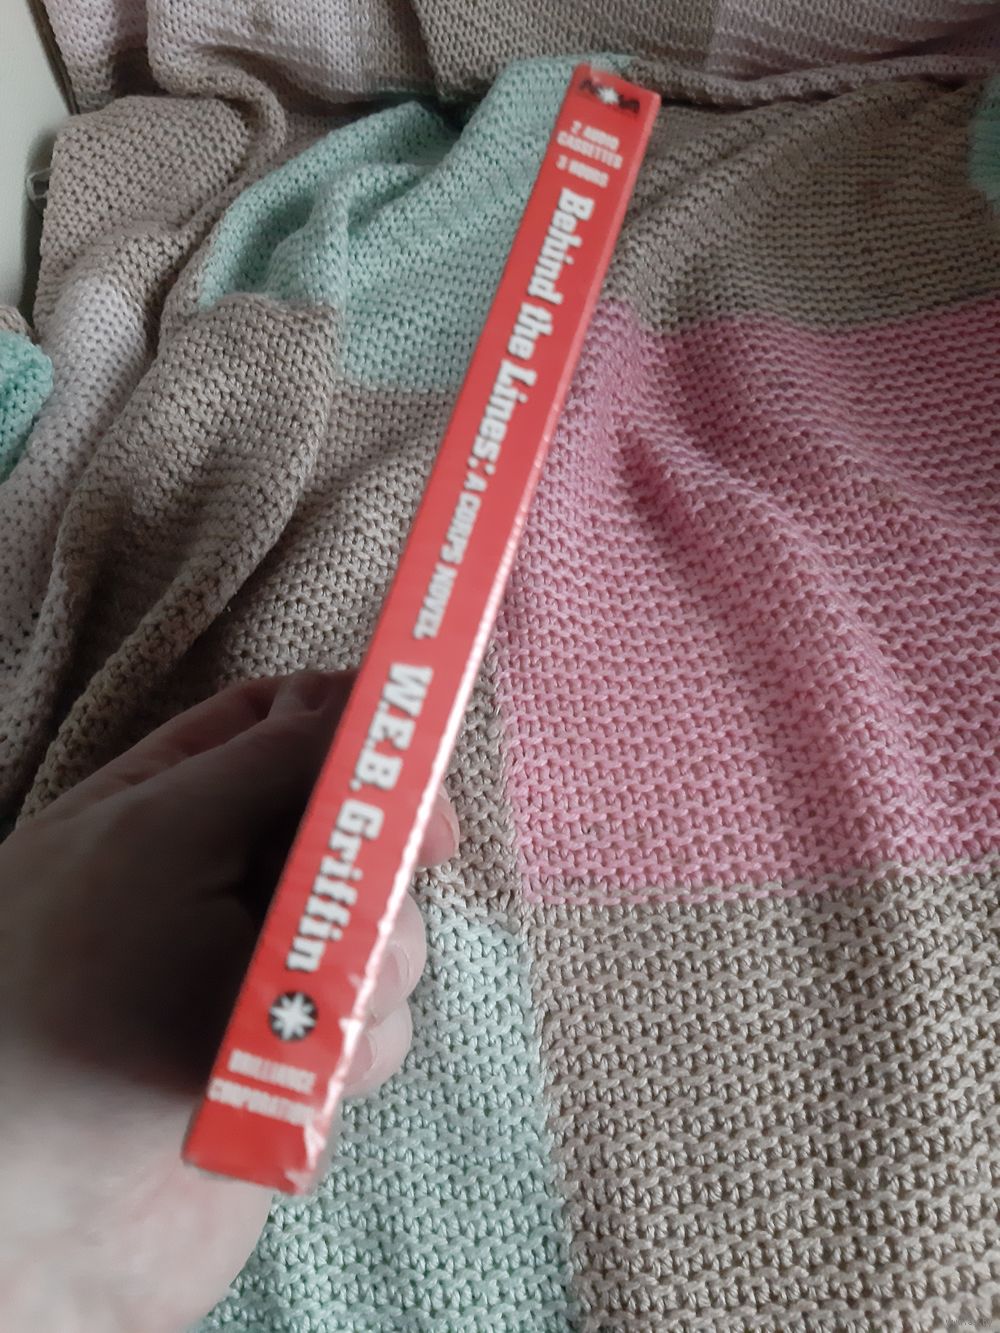 2 AUDIO
CASSETTES
3 HOURS
Behind the Lines: A CORPS NOVEL W.E.B. Griffin
BRILLIANCE
CORPORATION